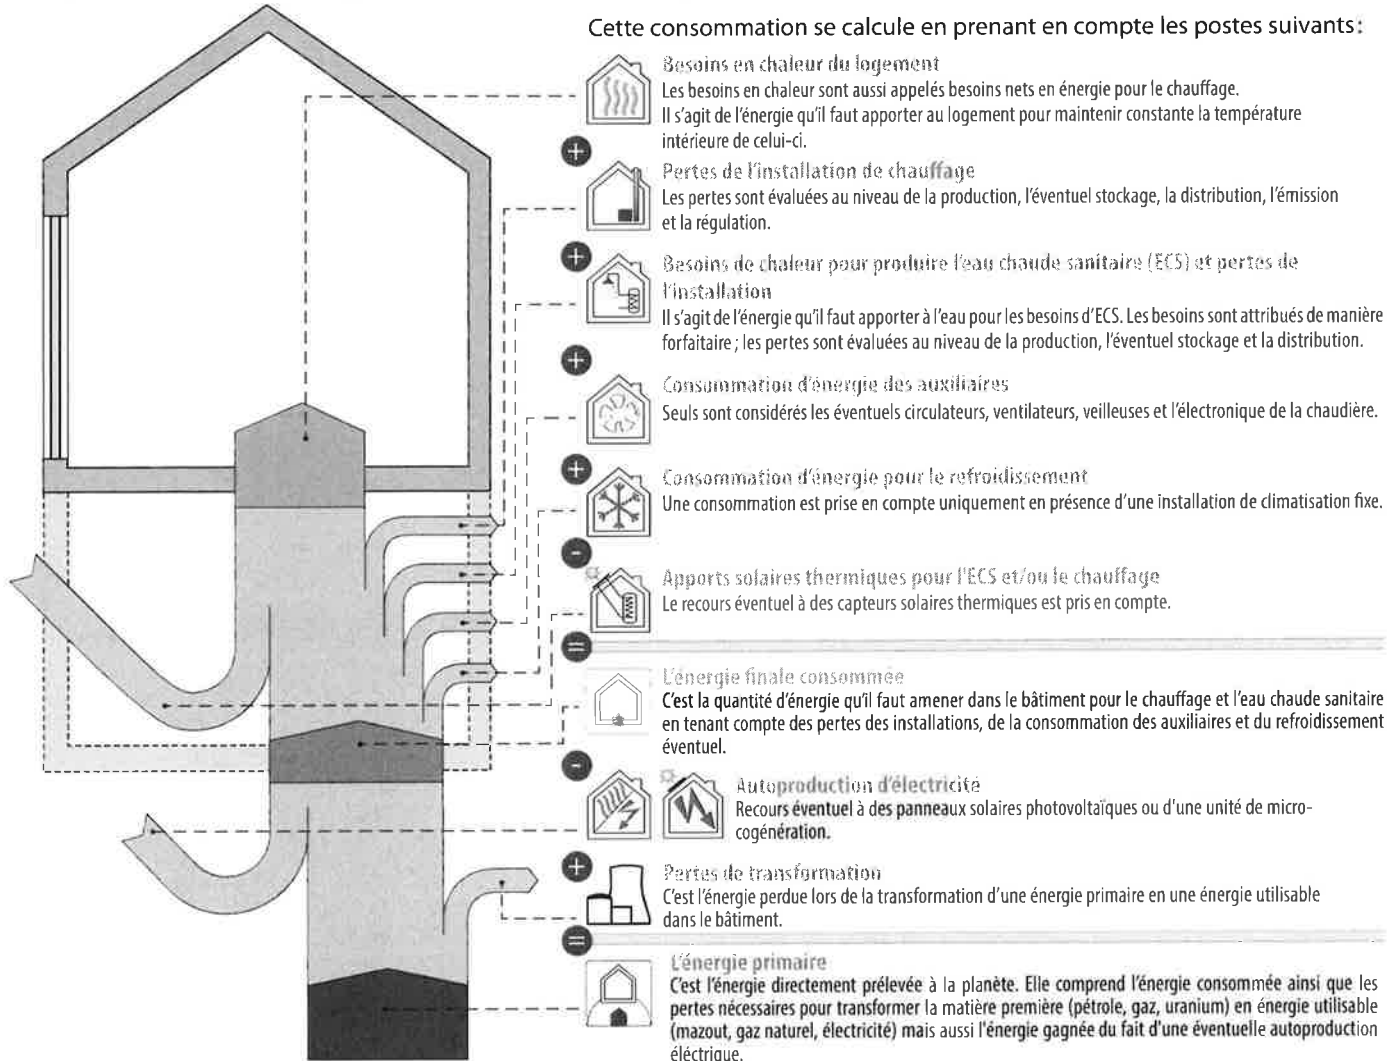 Cette consommation se calcule en prenant en compte les postes suivants:
Besoins en chaleur du logement
Les besoins en chaleur sont aussi appelés besoins nets en énergie pour le chauffage.
Il s'agit de l'énergie qu'il faut apporter au logement pour maintenir constante la température
intérieure de celui-ci.
+
Pertes de l'installation de chauffage
Les pertes sont évaluées au niveau de la production, l'éventuel stockage, la distribution, l'émission
et la régulation.
+
Besoins de chaleur pour produire l'eau chaude sanitaire (ECS) et pertes de
l'installation
Il s'agit de l'énergie qu'il faut apporter à l'eau pour les besoins d'ECS. Les besoins sont attribués de manière
forfaitaire ; les pertes sont évaluées au niveau de la production, l'éventuel stockage et la distribution.
+
Consommation d'énergie des auxiliaires
Seuls sont considérés les éventuels circulateurs, ventilateurs, veilleuses et l'électronique de la chaudière.
+
Consommation d'énergie pour le refroidissement
Une consommation est prise en compte uniquement en présence d'une installation de climatisation fixe.
-
Apports solaires thermiques pour l'ECS et/ou le chauffage
Le recours éventuel à des capteurs solaires thermiques est pris en compte.
=
L'énergie finale consommée
C'est la quantité d'énergie qu'il faut amener dans le bâtiment pour le chauffage et l'eau chaude sanitaire
en tenant compte des pertes des installations, de la consommation des auxiliaires et du refroidissement
éventuel.
-
Autoproduction d'électricité
Recours éventuel à des panneaux solaires photovoltaïques ou d'une unité de micro-
cogénération.
+
Pertes de transformation
C'est l'énergie perdue lors de la transformation d'une énergie primaire en une énergie utilisable
dans le bâtiment.
=
L'énergie primaire
C'est l'énergie directement prélevée à la planète. Elle comprend l'énergie consommée ainsi que les
pertes nécessaires pour transformer la matière première (pétrole, gaz, uranium) en énergie utilisable
(mazout, gaz naturel, électricité) mais aussi l'énergie gagnée du fait d'une éventuelle autoproduction
éléctrique.